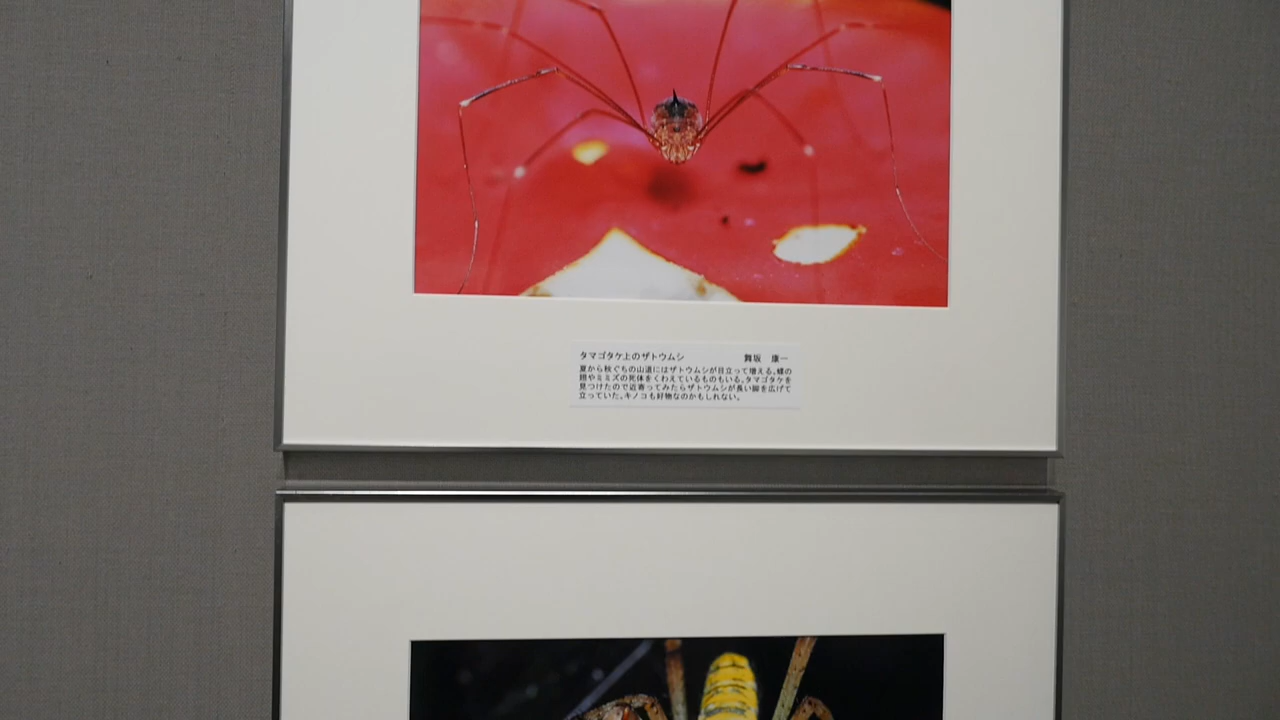 タマゴタケ上のザトウムシ　　舞坂　康一
夏から秋ぐちの山道にはザトウムシが目立って増える。蝶の
翅やミミズの死体をくわえているものもいる。タマゴタケを
見つけたので近寄ってみたらザトウムシが長い脚を広げて
立っていた。キノコも好物なのかもしれない。